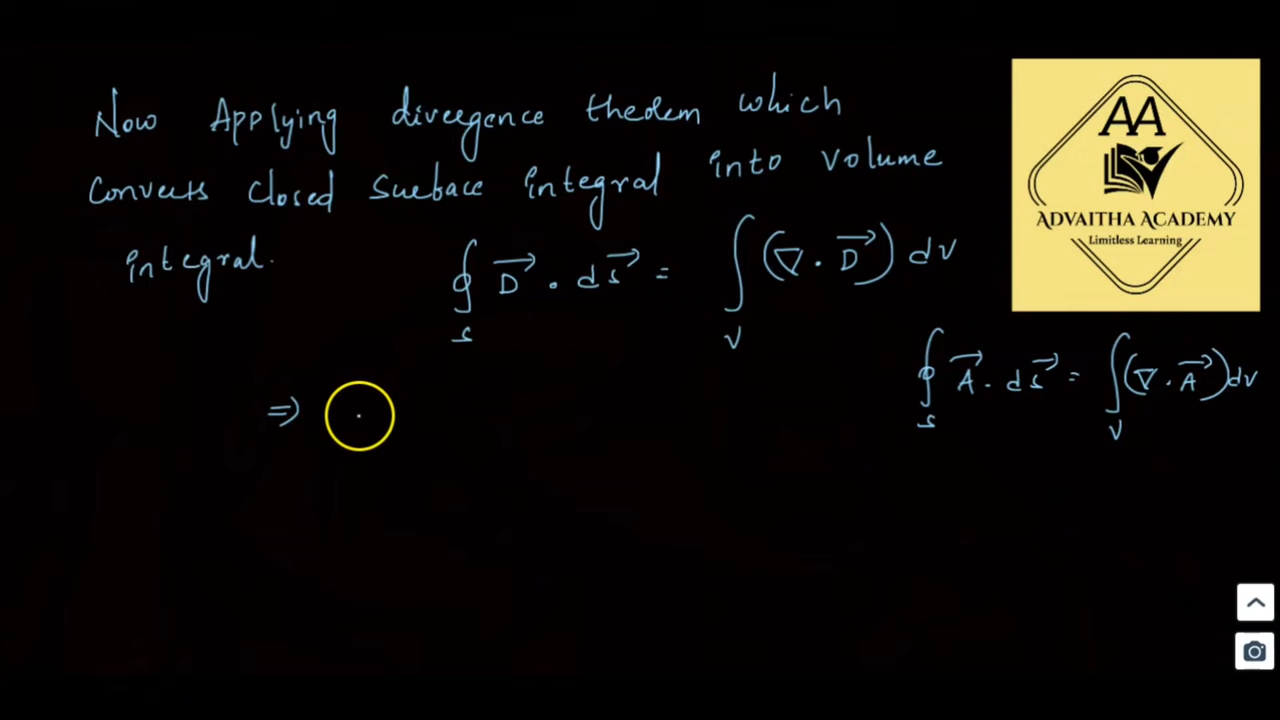 Now Applying divergence theorem which
converts closed surface integral into volume
integral.
∮_S D⃗ . ds⃗ = ∫_V (∇ . D⃗) dv
∮_S A⃗ . ds⃗ = ∫_V (∇ . A⃗) dv
⇒
AA
ADVAITHA ACADEMY
Limitless Learning